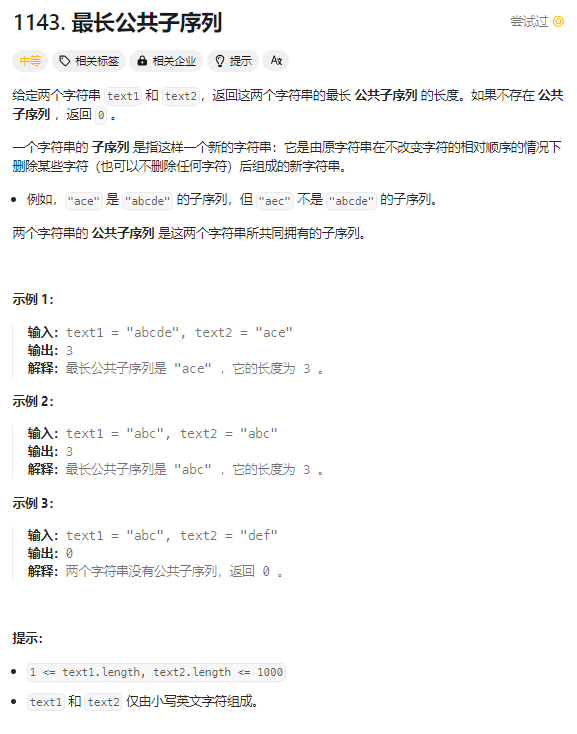 1143. 最长公共子序列
尝试过
中等
相关标签
相关企业
提示
给定两个字符串 text1 和 text2，返回这两个字符串的最长 公共子序列 的长度。如果不存在 公共
子序列 ，返回 0 。
一个字符串的 子序列 是指这样一个新的字符串：它是由原字符串在不改变字符的相对顺序的情况下
删除某些字符（也可以不删除任何字符）后组成的新字符串。
• 例如，"ace" 是 "abcde" 的子序列，但 "aec" 不是 "abcde" 的子序列。
两个字符串的 公共子序列 是这两个字符串所共同拥有的子序列。
示例 1：
输入：text1 = "abcde", text2 = "ace"
输出：3
解释：最长公共子序列是 "ace" ，它的长度为 3 。
示例 2：
输入：text1 = "abc", text2 = "abc"
输出：3
解释：最长公共子序列是 "abc" ，它的长度为 3 。
示例 3：
输入：text1 = "abc", text2 = "def"
输出：0
解释：两个字符串没有公共子序列，返回 0 。
提示：
• 1 <= text1.length, text2.length <= 1000
• text1 和 text2 仅由小写英文字符组成。